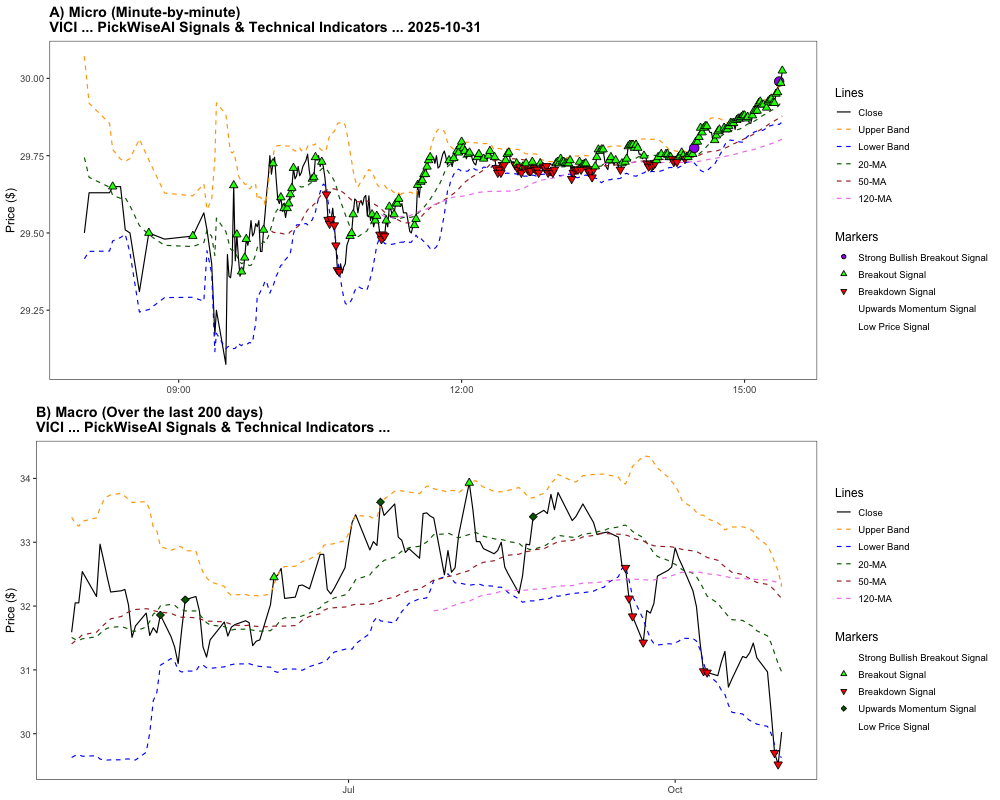 A) Micro (Minute-by-minute)
VICI ... PickWiseAI Signals & Technical Indicators ... 2025-10-31
30.00
29.75
29.50
29.25
Price ($)
09:00
12:00
15:00
Lines
Close
Upper Band
Lower Band
20-MA
50-MA
120-MA
Markers
Strong Bullish Breakout Signal
Breakout Signal
Breakdown Signal
Upwards Momentum Signal
Low Price Signal
B) Macro (Over the last 200 days)
VICI ... PickWiseAI Signals & Technical Indicators ...
34
33
32
31
30
Price ($)
Jul
Oct
Lines
Close
Upper Band
Lower Band
20-MA
50-MA
120-MA
Markers
Strong Bullish Breakout Signal
Breakout Signal
Breakdown Signal
Upwards Momentum Signal
Low Price Signal